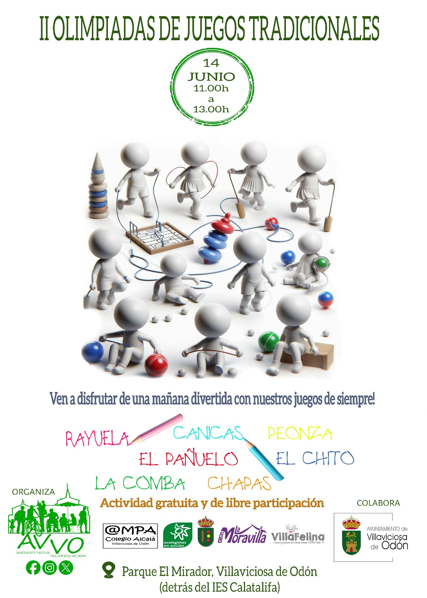 II OLIMPIADAS DE JUEGOS TRADICIONALES
14
JUNIO
11.00h
a
13.00h
Ven a disfrutar de una mañana divertida con nuestros juegos de siempre!
RAYUELA CANICAS PEONZA
EL PAÑUELO EL CHITO
LA COMBA CHAPAS
Actividad gratuita y de libre participación
ORGANIZA
COLABORA
AVVO
@MPA
Colegio Alcalá
Villaviciosa de Odón
Moravilla
VillaFelina
AYUNTAMIENTO de
Villaviciosa
de Odón
Parque El Mirador, Villaviciosa de Odón
(detrás del IES Calatalifa)